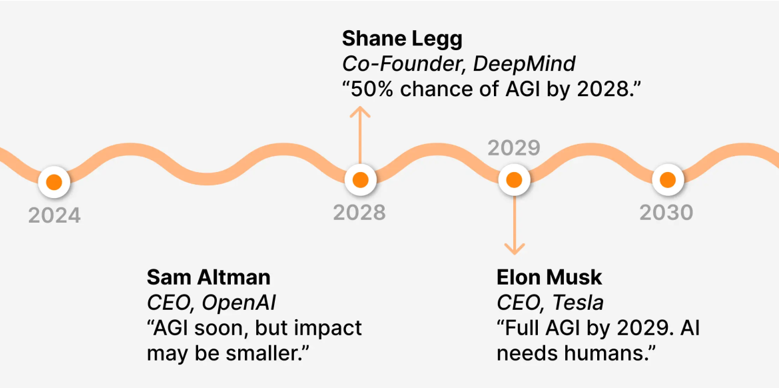 Shane Legg
Co-Founder, DeepMind
“50% chance of AGI by 2028.”
2029
2024
2028
2030
Sam Altman
CEO, OpenAI
“AGI soon, but impact
may be smaller.”
Elon Musk
CEO, Tesla
“Full AGI by 2029. AI
needs humans.”